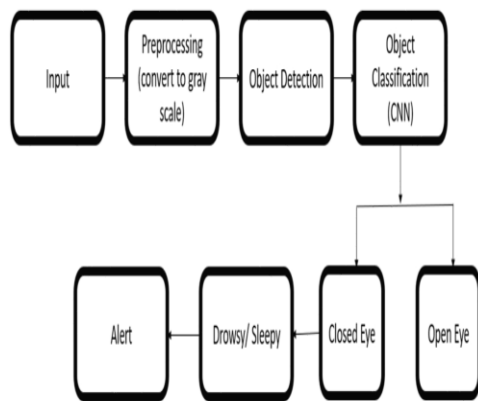 Input
Preprocessing
(convert to gray
scale)
Object Detection
Object
Classification
(CNN)
Alert
Drowsy/ Sleepy
Closed Eye
Open Eye